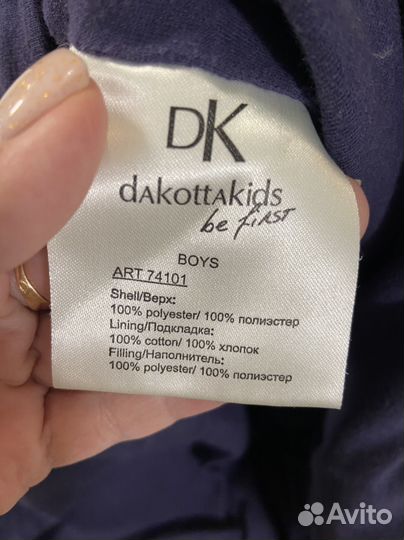 DK
dakottakids
be first
BOYS
ART 74101
Shell/Верх:
100% polyester/ 100% полиэстер
Lining/Подкладка:
100% cotton/ 100% хлопок
Filling/Наполнитель:
100% polyester/ 100% полиэстер
Avito